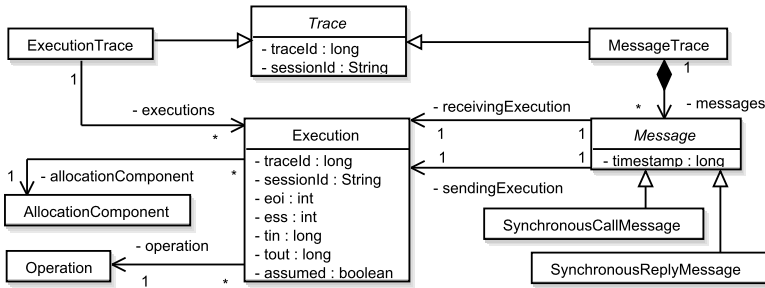 Trace
- traceId : long
- sessionId : String
ExecutionTrace
MessageTrace
1
1
- executions
*
- receivingExecution
1
1
*
- messages
Execution
- traceId : long
- sessionId : String
- eoi : int
- ess : int
- tin : long
- tout : long
- assumed : boolean
Message
- timestamp : long
1
1
- sendingExecution
1
- allocationComponent
*
AllocationComponent
SynchronousCallMessage
- operation
Operation
1
*
SynchronousReplyMessage